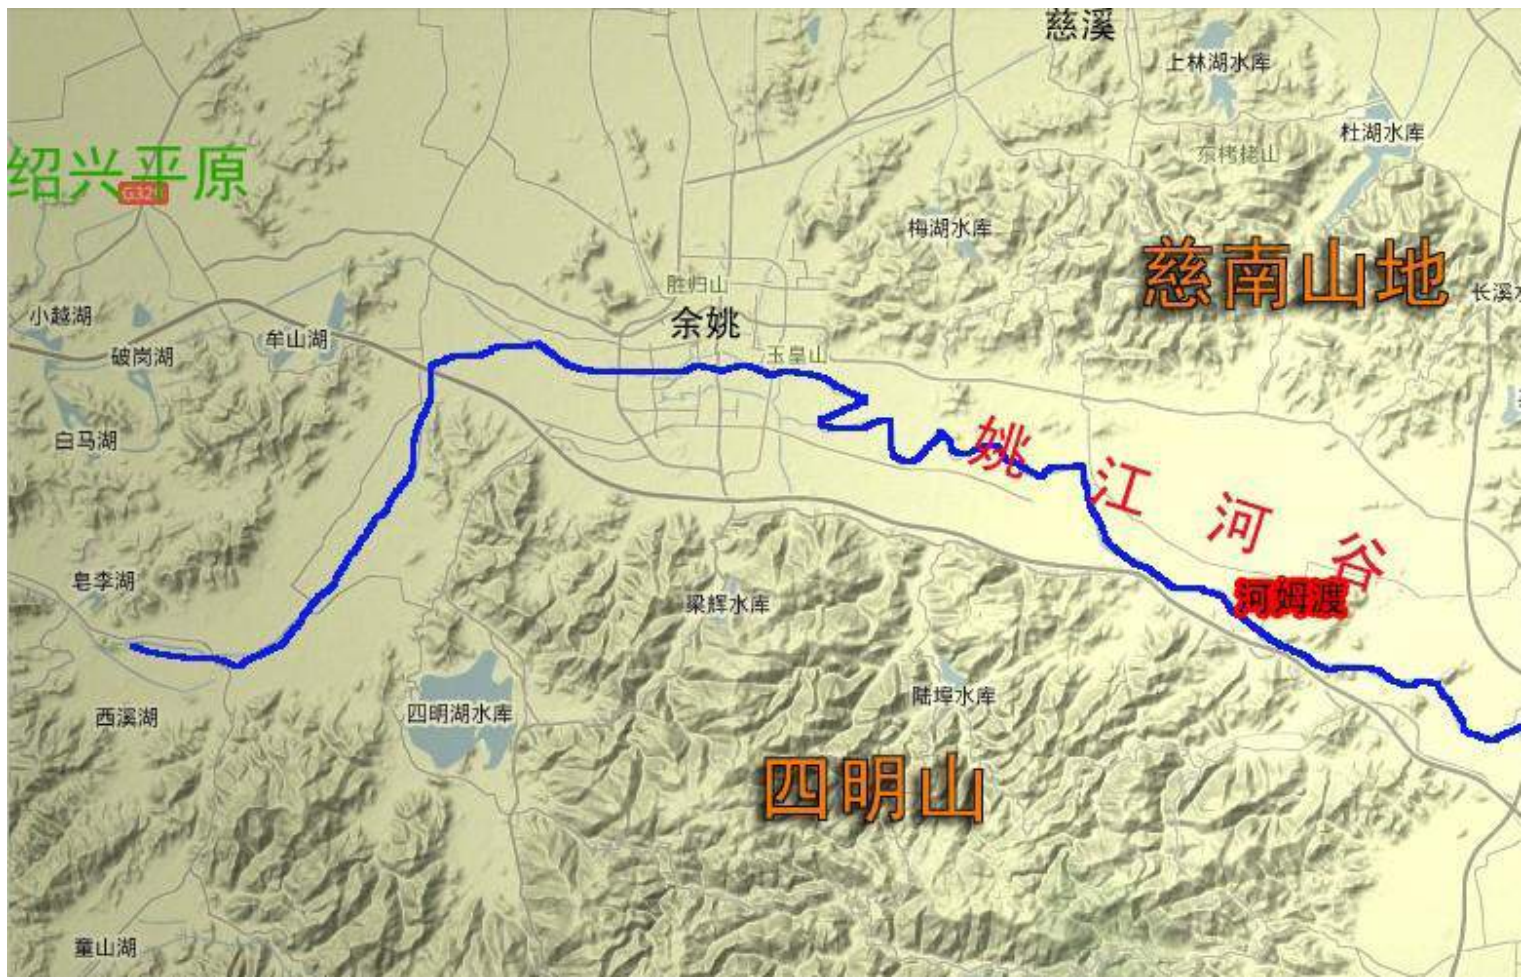 慈溪
上林湖水库
杜湖水库
东栲栳山
绍兴平原
梅湖水库
慈南山地
胜归山
长溪水
小越湖
余姚
牟山湖
破岗湖
玉皇山
白马湖
姚江河谷
皂李湖
梁辉水库
河姆渡
陆埠水库
西溪湖
四明湖水库
四明山
童山湖